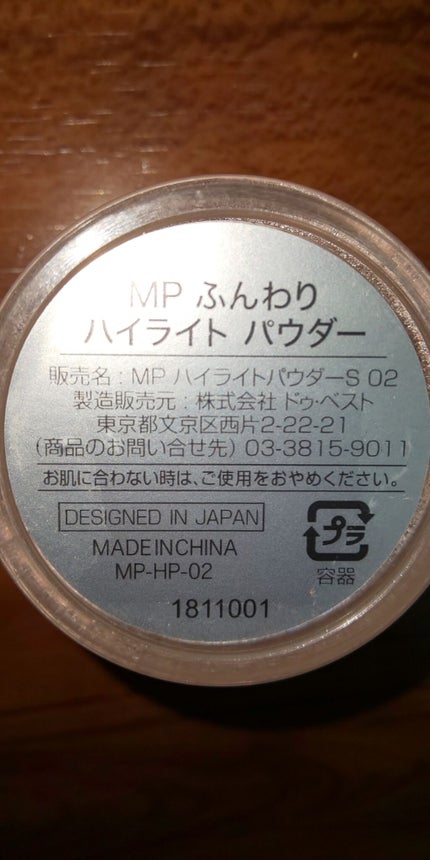 MP ふんわり
ハイライト パウダー
販売名 : MP ハイライトパウダーS 02
製造販売元 : 株式会社 ドゥ・ベスト
東京都文京区西片2-22-21
(商品のお問い合せ先) 03-3815-9011
お肌に合わない時は、ご使用をおやめください。
DESIGNED IN JAPAN
プラ
MADE IN CHINA
容器
MP-HP-02
1811001